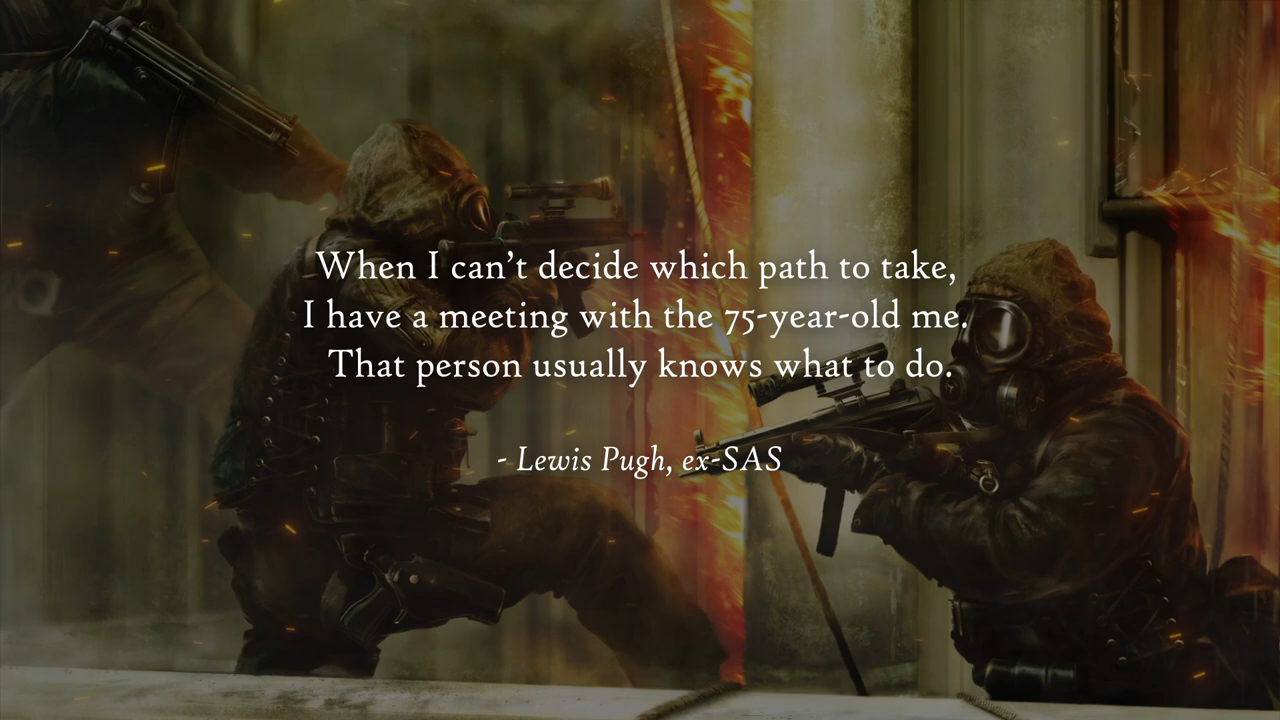 When I can’t decide which path to take,
I have a meeting with the 75-year-old me.
That person usually knows what to do.
- Lewis Pugh, ex-SAS